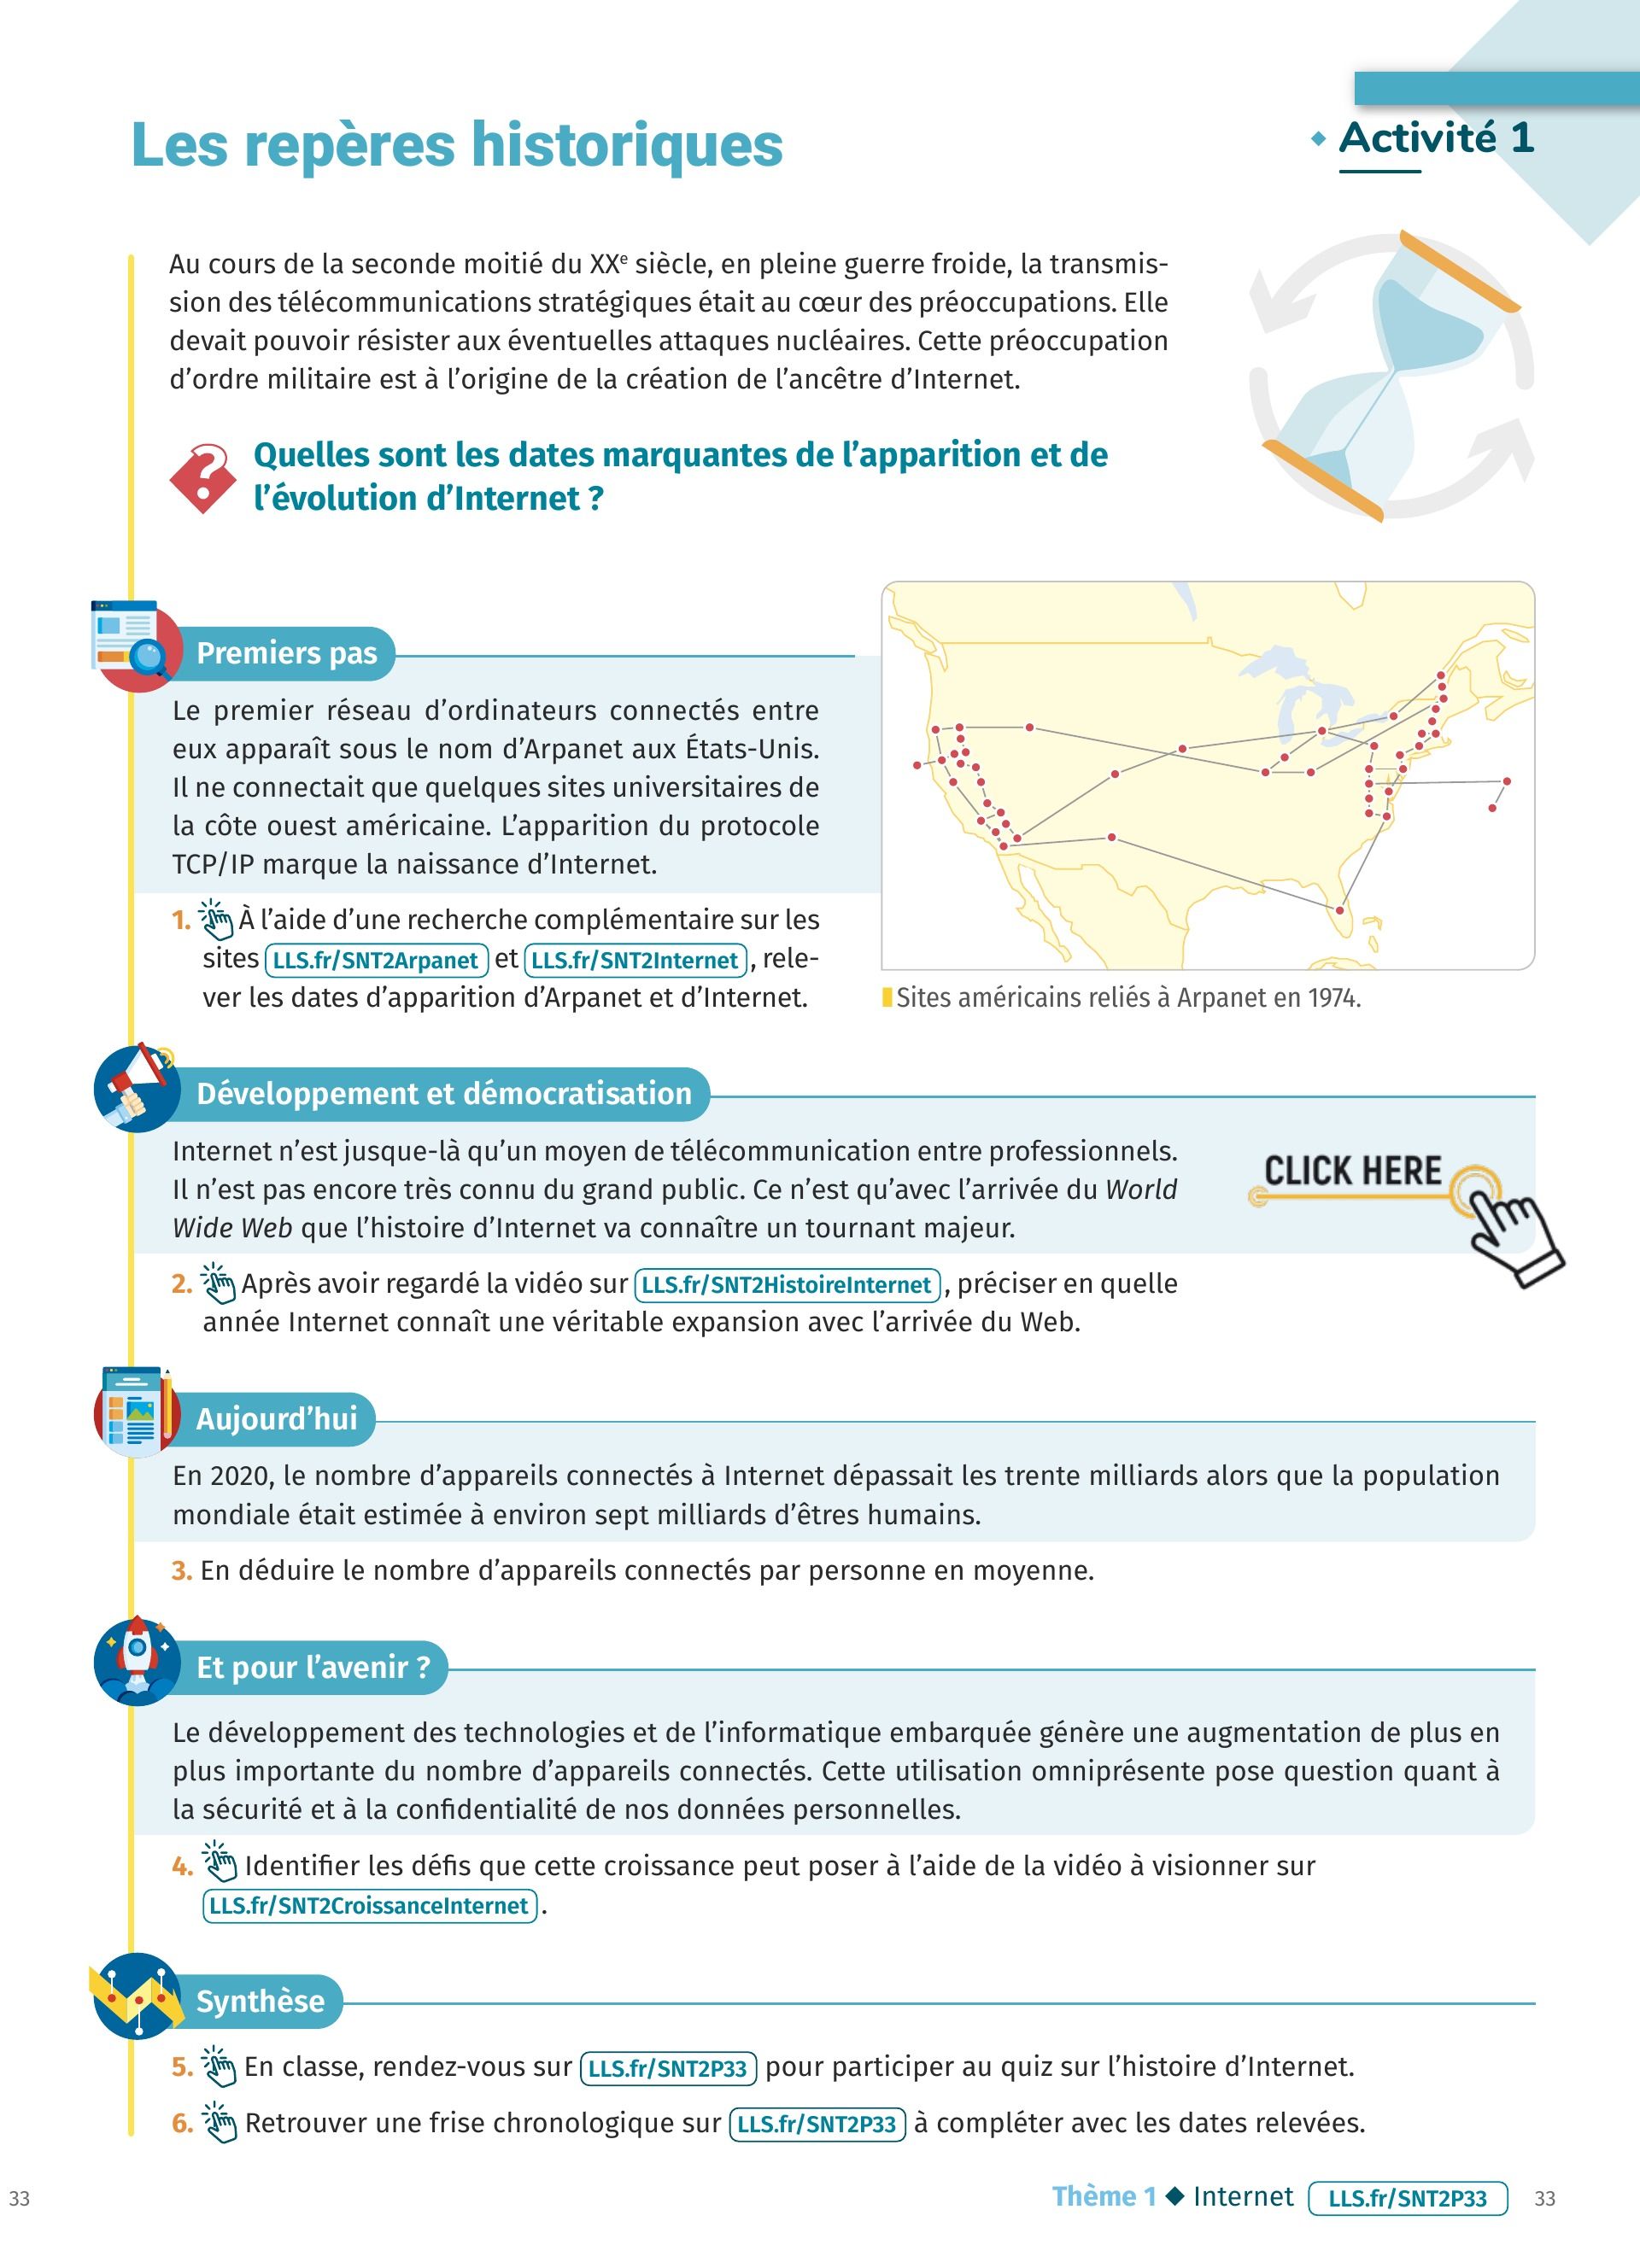 Les repères historiques
Activité 1
Au cours de la seconde moitié du XXe siècle, en pleine guerre froide, la transmis-
sion des télécommunications stratégiques était au cœur des préoccupations. Elle
devait pouvoir résister aux éventuelles attaques nucléaires. Cette préoccupation
d’ordre militaire est à l’origine de la création de l’ancêtre d’Internet.
?
Quelles sont les dates marquantes de l’apparition et de
l’évolution d’Internet ?
Premiers pas
Le premier réseau d’ordinateurs connectés entre
eux apparaît sous le nom d’Arpanet aux États-Unis.
Il ne connectait que quelques sites universitaires de
la côte ouest américaine. L’apparition du protocole
TCP/IP marque la naissance d’Internet.
1. À l’aide d’une recherche complémentaire sur les
sites LLS.fr/SNT2Arpanet et LLS.fr/SNT2Internet, rele-
ver les dates d’apparition d’Arpanet et d’Internet.
Sites américains reliés à Arpanet en 1974.
Développement et démocratisation
Internet n’est jusque-là qu’un moyen de télécommunication entre professionnels.
Il n’est pas encore très connu du grand public. Ce n’est qu’avec l’arrivée du World
Wide Web que l’histoire d’Internet va connaître un tournant majeur.
CLICK HERE
2. Après avoir regardé la vidéo sur LLS.fr/SNT2HistoireInternet, préciser en quelle
année Internet connaît une véritable expansion avec l’arrivée du Web.
Aujourd’hui
En 2020, le nombre d’appareils connectés à Internet dépassait les trente milliards alors que la population
mondiale était estimée à environ sept milliards d’êtres humains.
3. En déduire le nombre d’appareils connectés par personne en moyenne.
Et pour l’avenir ?
Le développement des technologies et de l’informatique embarquée génère une augmentation de plus en
plus importante du nombre d’appareils connectés. Cette utilisation omniprésente pose question quant à
la sécurité et à la confidentialité de nos données personnelles.
4. Identifier les défis que cette croissance peut poser à l’aide de la vidéo à visionner sur
LLS.fr/SNT2CroissanceInternet.
Synthèse
5. En classe, rendez-vous sur LLS.fr/SNT2P33 pour participer au quiz sur l’histoire d’Internet.
6. Retrouver une frise chronologique sur LLS.fr/SNT2P33 à compléter avec les dates relevées.
33
Thème 1 ◆ Internet LLS.fr/SNT2P33 33